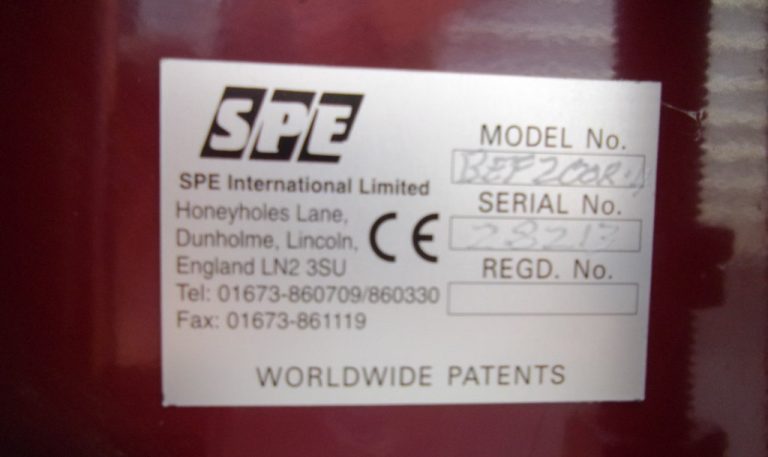 SPE
SPE International Limited
Honeyholes Lane,
Dunholme, Lincoln,
England LN2 3SU
Tel: 01673-860709/860330
Fax: 01673-861119
CE
MODEL No.
SERIAL No.
REGD. No.
WORLDWIDE PATENTS